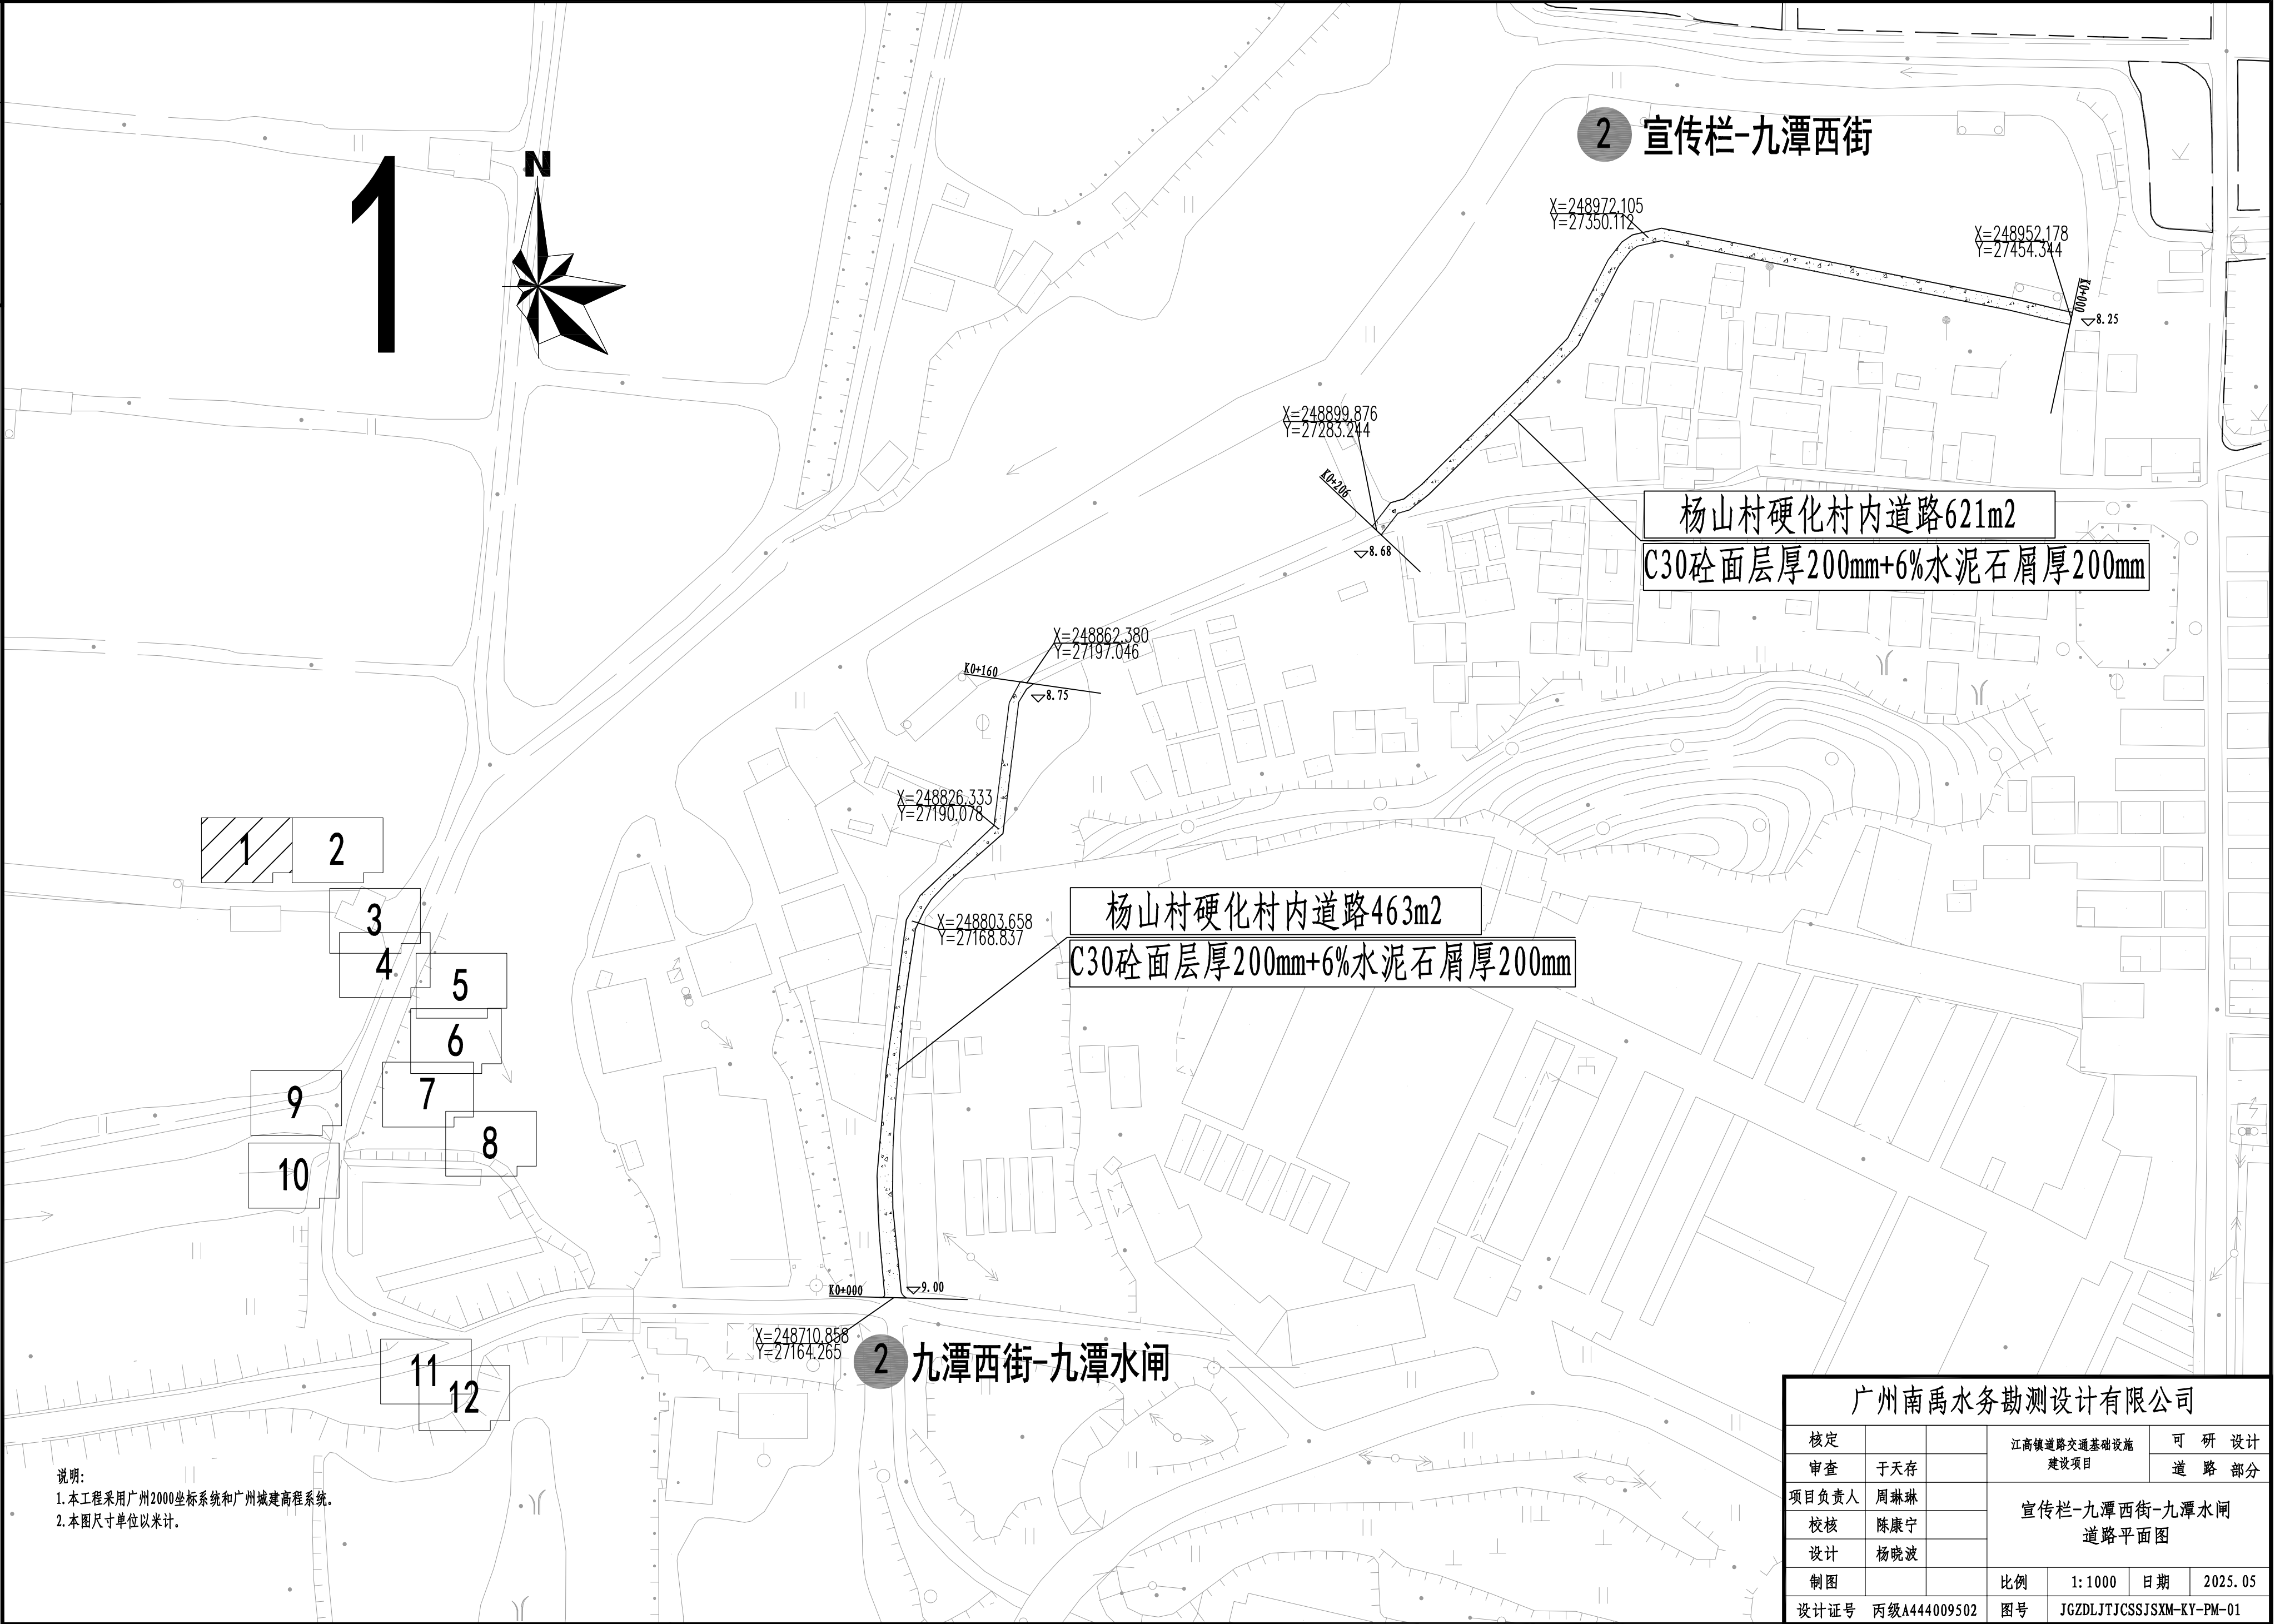 1
N
2 宣传栏-九潭西街
X=248972.105
Y=27350.112
X=248952.178
Y=27454.344
K0+000
8.25
X=248899.876
Y=27283.244
K0+206
8.68
杨山村硬化村内道路621m2
C30砼面层厚200mm+6%水泥石屑厚200mm
X=248862.380
Y=27197.046
K0+160
8.75
X=248826.333
Y=27190.078
X=248803.658
Y=27168.837
杨山村硬化村内道路463m2
C30砼面层厚200mm+6%水泥石屑厚200mm
1
2
3
4
5
6
7
8
9
10
11
12
K0+000
9.00
X=248710.858
Y=27164.265
2 九潭西街-九潭水闸
说明:
1.本工程采用广州2000坐标系统和广州城建高程系统。
2.本图尺寸单位以米计。
广州南禹水务勘测设计有限公司
核定
江高镇道路交通基础设施
建设项目
可 研 设计
审查 于天存
道 路 部分
项目负责人 周琳琳
宣传栏-九潭西街-九潭水闸
道路平面图
校核 陈康宁
设计 杨晓波
制图
比例 1:1000 日期 2025.05
设计证号 丙级A444009502 图号 JGZDLJTJCSSJSXM-KY-PM-01